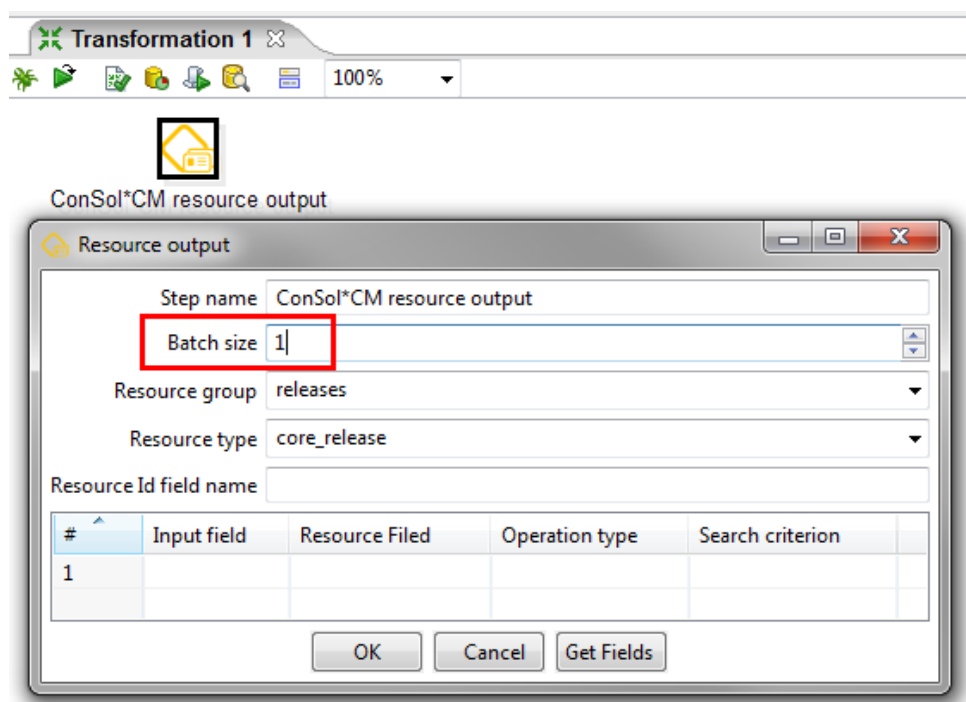 Transformation 1
100%
ConSol*CM resource output
Resource output
Step name ConSol*CM resource output
Batch size 1
Resource group releases
Resource type core_release
Resource Id field name
# Input field Resource Filed Operation type Search criterion
1
OK Cancel Get Fields